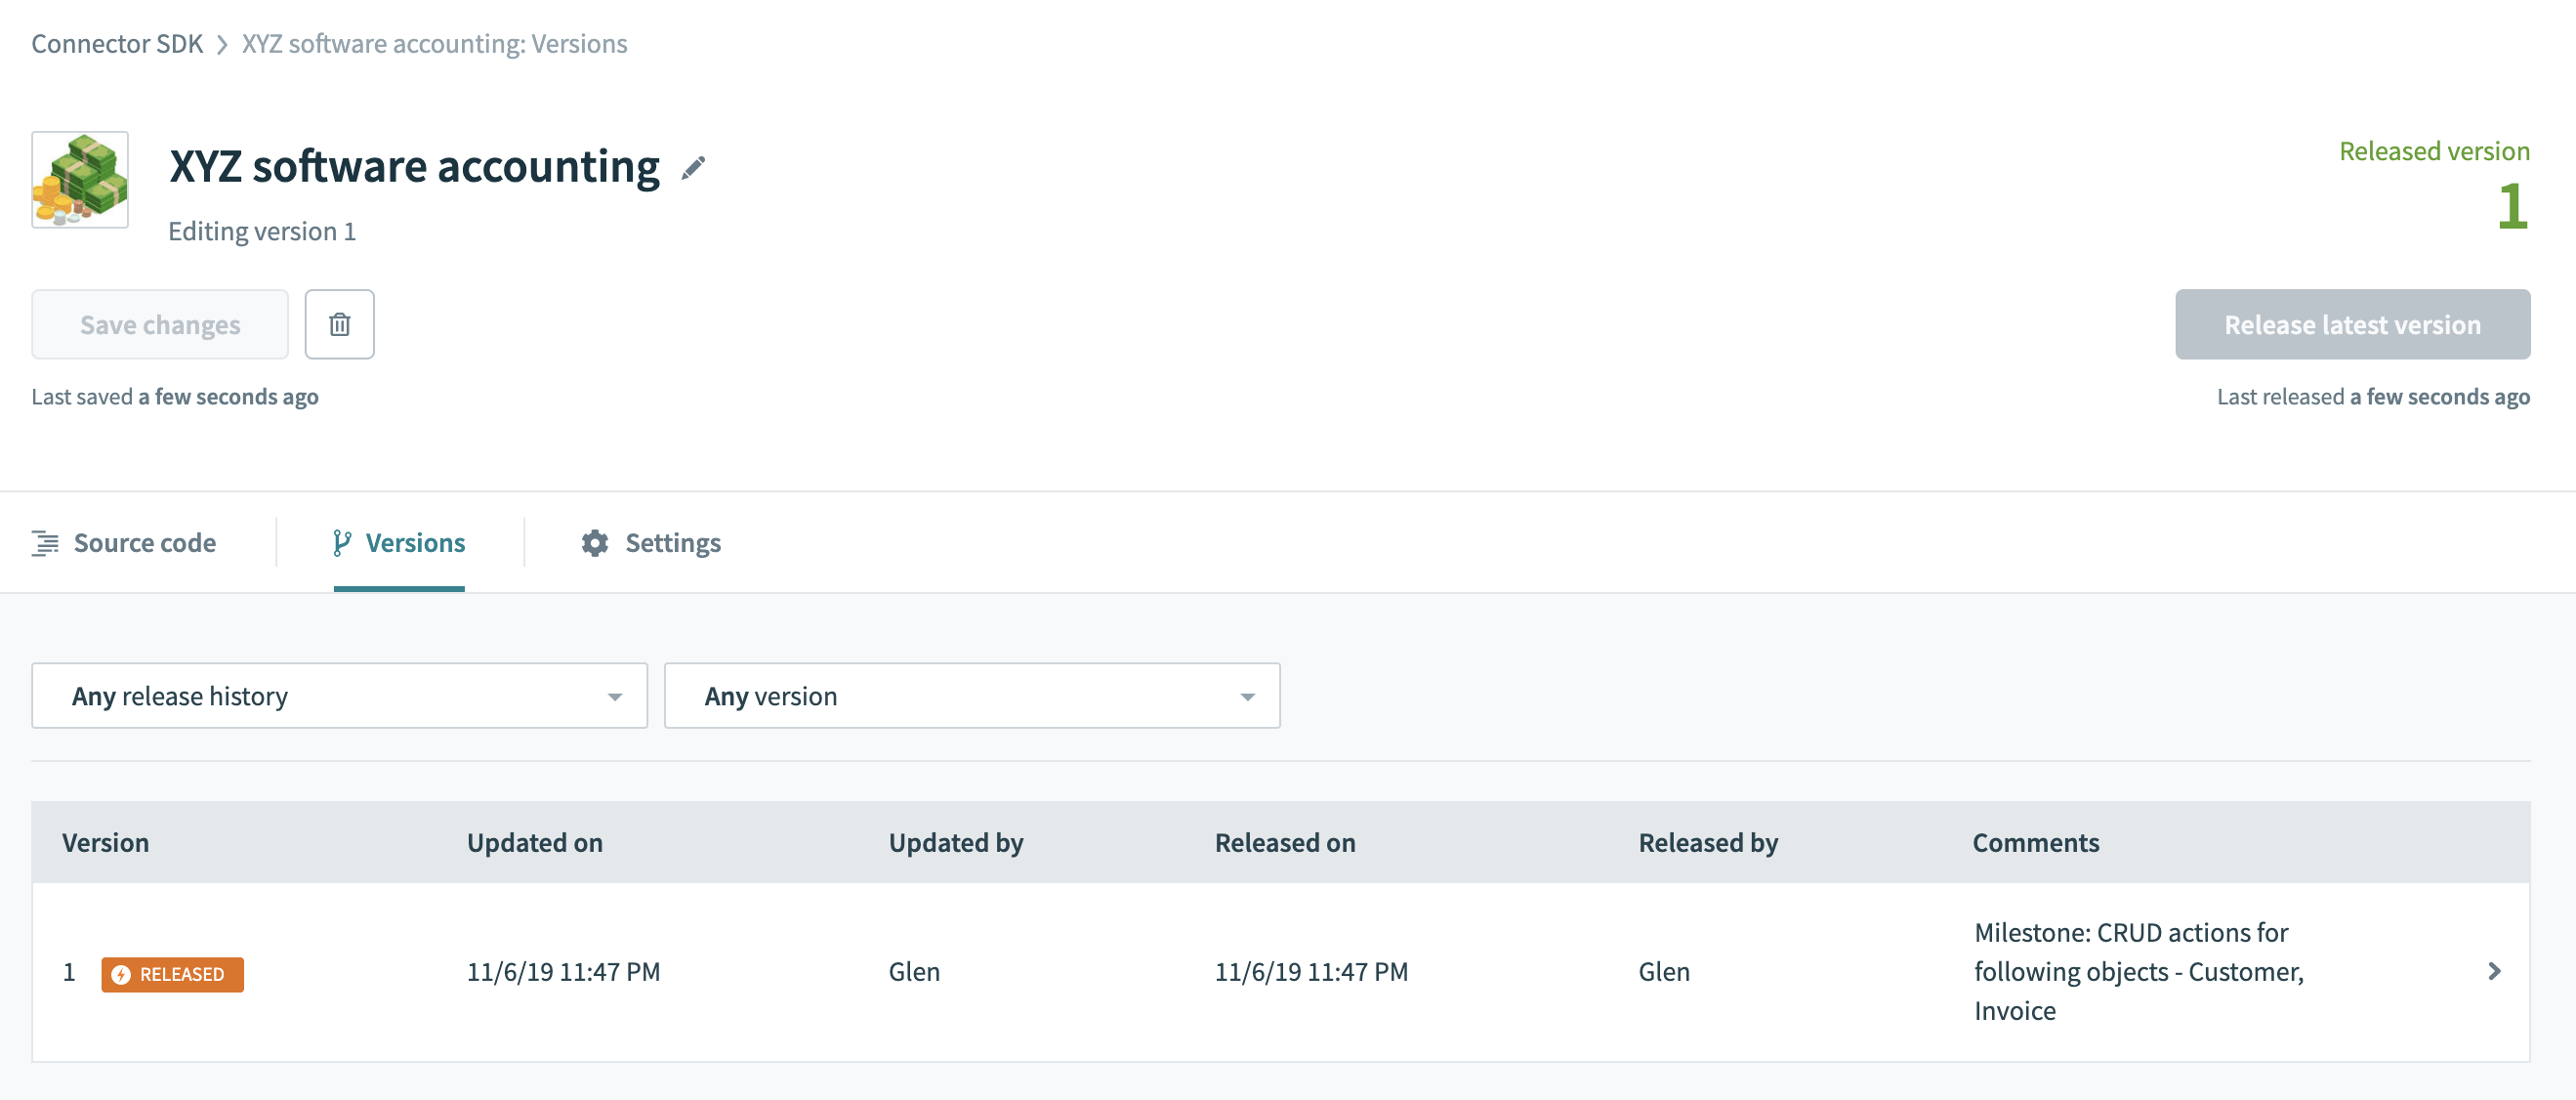 Connector SDK > XYZ software accounting: Versions
XYZ software accounting
Editing version 1
Released version
1
Save changes
Release latest version
Last saved a few seconds ago
Last released a few seconds ago
Source code
Versions
Settings
Any release history
Any version
Version Updated on Updated by Released on Released by Comments
1 RELEASED 11/6/19 11:47 PM Glen 11/6/19 11:47 PM Glen
Milestone: CRUD actions for
following objects - Customer,
Invoice